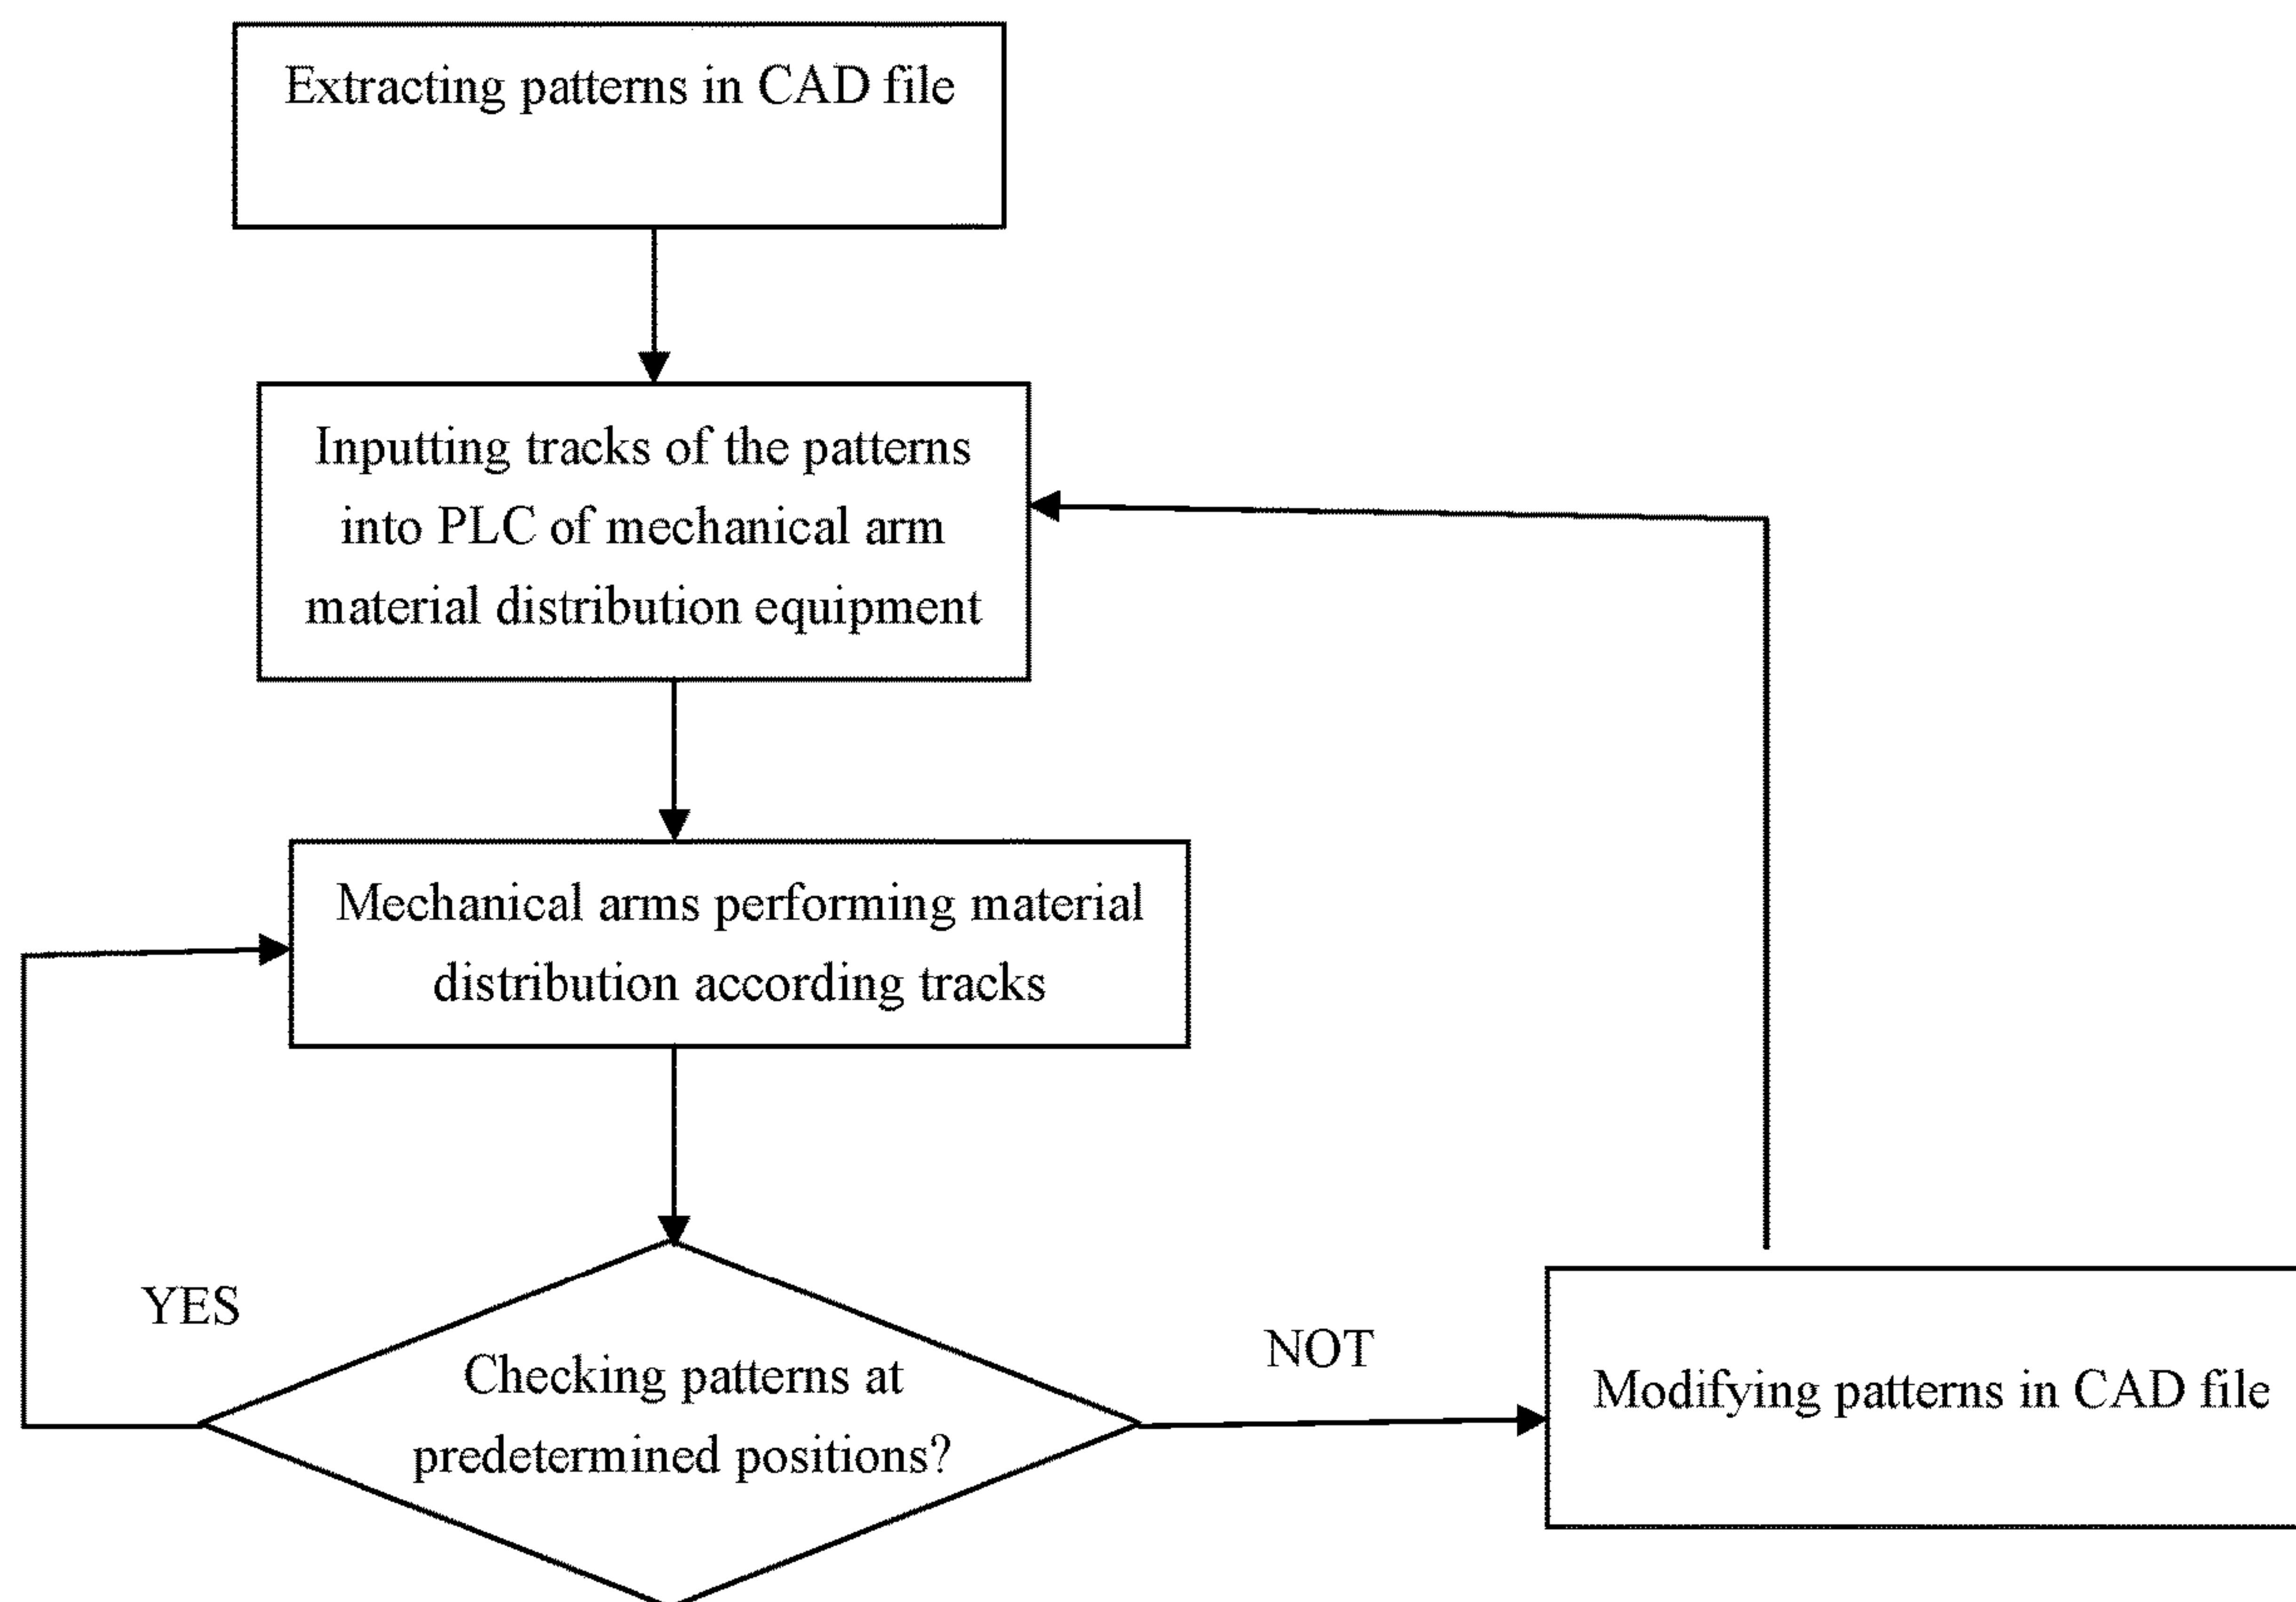 Extracting patterns in CAD file
Inputting tracks of the patterns
into PLC of mechanical arm
material distribution equipment
Mechanical arms performing material
distribution according tracks
YES
Checking patterns at
predetermined positions?
NOT
Modifying patterns in CAD file